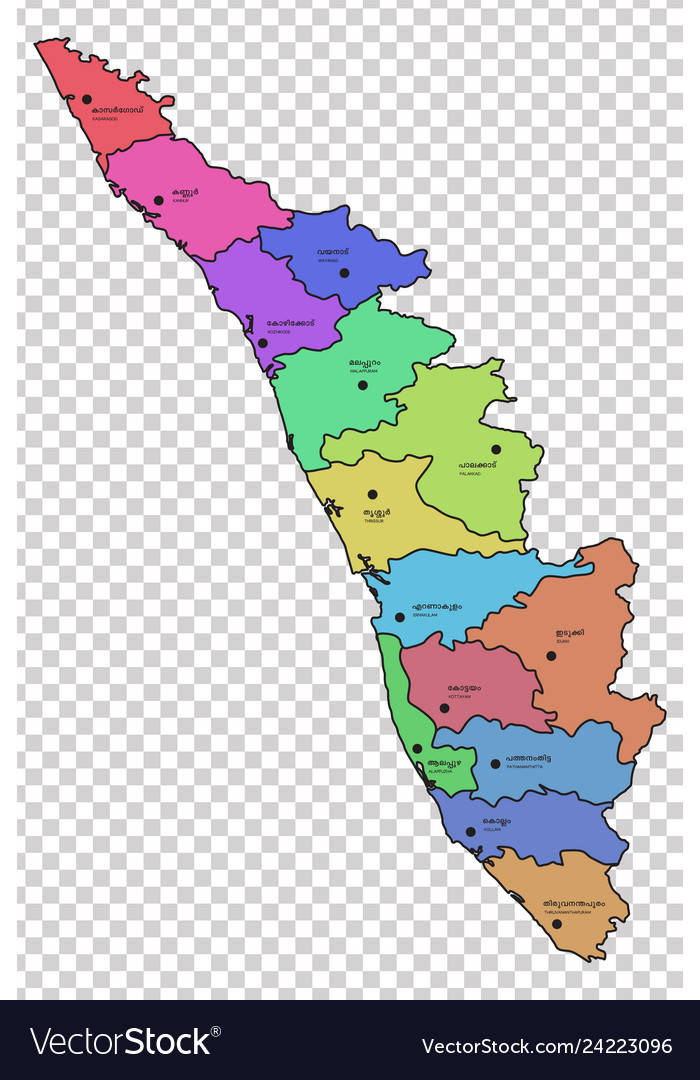 കാസർഗോഡ്
KASARAGOD
കണ്ണൂർ
KANNUR
വയനാട്
WAYANAD
കോഴിക്കോട്
KOZHIKODE
മലപ്പുറം
MALAPPURAM
പാലക്കാട്
PALAKKAD
തൃശ്ശൂർ
THRISSUR
എറണാകുളം
ERNAKULAM
ഇടുക്കി
IDUKKI
കോട്ടയം
KOTTAYAM
ആലപ്പുഴ
ALAPPUZHA
പത്തനംതിട്ട
PATHANAMTHITTA
കൊല്ലം
KOLLAM
തിരുവനന്തപുരം
THIRUVANANTHAPURAM
VectorStock®
VectorStock.com/24223096